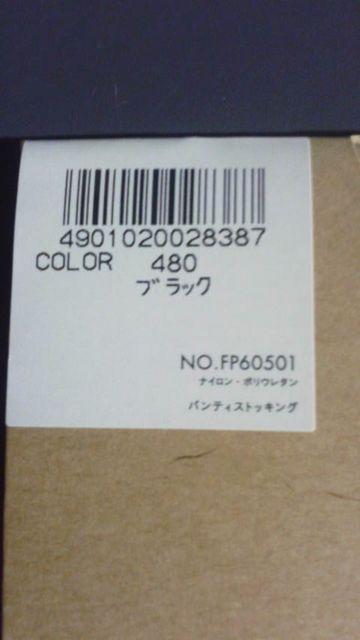 4901020028387
COLOR 480
ブラック
NO.FP60501
ナイロン・ポリウレタン
パンティストッキング